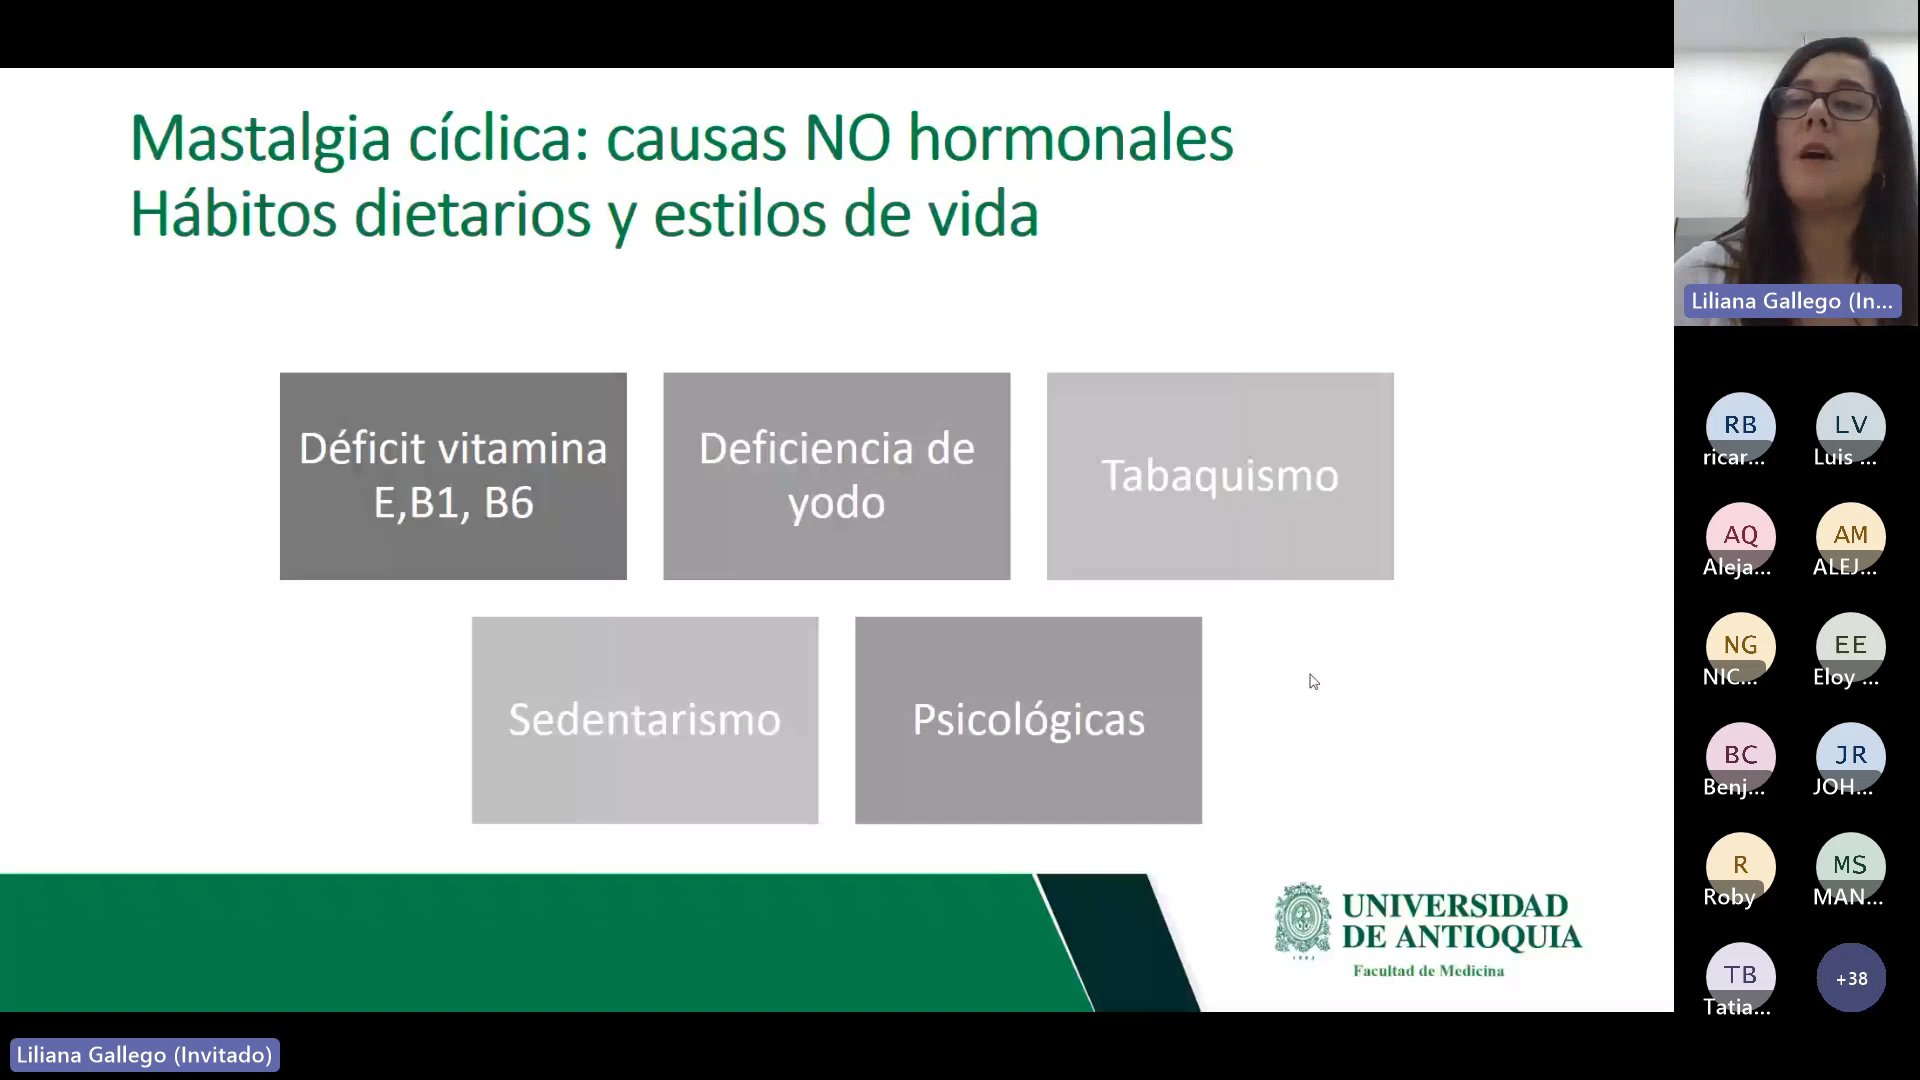 Mastalgia cíclica: causas NO hormonales
Hábitos dietarios y estilos de vida
Déficit vitamina
E,B1, B6
Deficiencia de
yodo
Tabaquismo
Sedentarismo
Psicológicas
UNIVERSIDAD
DE ANTIOQUIA
Facultad de Medicina
Liliana Gallego (In...
RB
ricar...
LV
Luis ...
AQ
Aleja...
AM
ALEJ...
NG
NIC...
EE
Eloy ...
BC
Benj...
JR
JOH...
R
Roby
MS
MAN...
TB
Tatia...
+38
Liliana Gallego (Invitado)